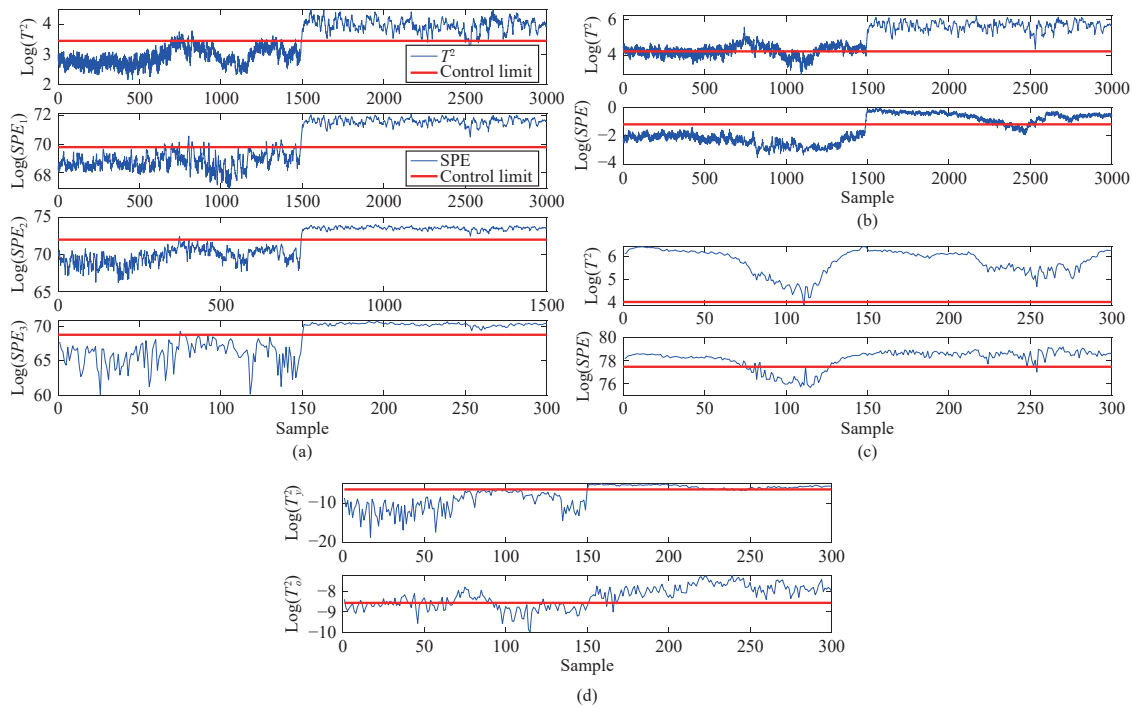 Log(T²)
4
3
2
0 500 1000 1500 2000 2500 3000
T²
Control limit
Log(SPE₁)
72
70
68
0 500 1000 1500 2000 2500 3000
SPE
Control limit
Log(SPE₂)
75
70
65
0 500 1000 1500
Log(SPE₃)
70
65
60
0 50 100 150 200 250 300
Sample
(a)
Log(T²)
6
4
0 500 1000 1500 2000 2500 3000
Log(SPE)
0
−2
−4
0 500 1000 1500 2000 2500 3000
Sample
(b)
Log(T²)
6
5
4
0 50 100 150 200 250 300
Log(SPE)
80
78
76
74
0 50 100 150 200 250 300
Sample
(c)
Log(T²y)
−10
−20
0 50 100 150 200 250 300
Log(T²o)
−8
−9
−10
0 50 100 150 200 250 300
Sample
(d)